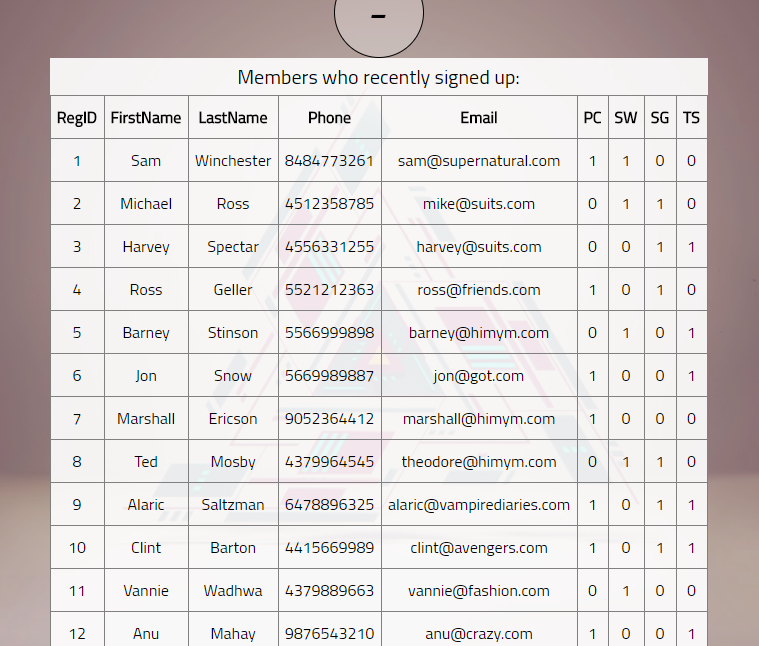 -
Members who recently signed up:
RegID FirstName LastName Phone Email PC SW SG TS
1 Sam Winchester 8484773261 sam@supernatural.com 1 1 0 0
2 Michael Ross 4512358785 mike@suits.com 0 1 1 0
3 Harvey Spectar 4556331255 harvey@suits.com 0 0 1 1
4 Ross Geller 5521212363 ross@friends.com 1 0 1 0
5 Barney Stinson 5566999898 barney@himym.com 0 1 0 1
6 Jon Snow 5669989887 jon@got.com 1 0 0 1
7 Marshall Ericson 9052364412 marshall@himym.com 1 0 0 0
8 Ted Mosby 4379964545 theodore@himym.com 0 1 1 0
9 Alaric Saltzman 6478896325 alaric@vampirediaries.com 1 0 1 1
10 Clint Barton 4415669989 clint@avengers.com 1 0 1 1
11 Vannie Wadhwa 4379889663 vannie@fashion.com 0 1 0 0
12 Anu Mahay 9876543210 anu@crazy.com 1 0 0 1